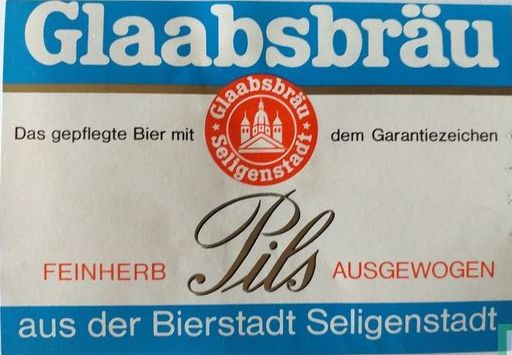 Glaabsbräu
Das gepflegte Bier mit
Glaabsbräu
Seligenstadt
dem Garantiezeichen
Pils
FEINHERB
AUSGEWOGEN
aus der Bierstadt Seligenstadt